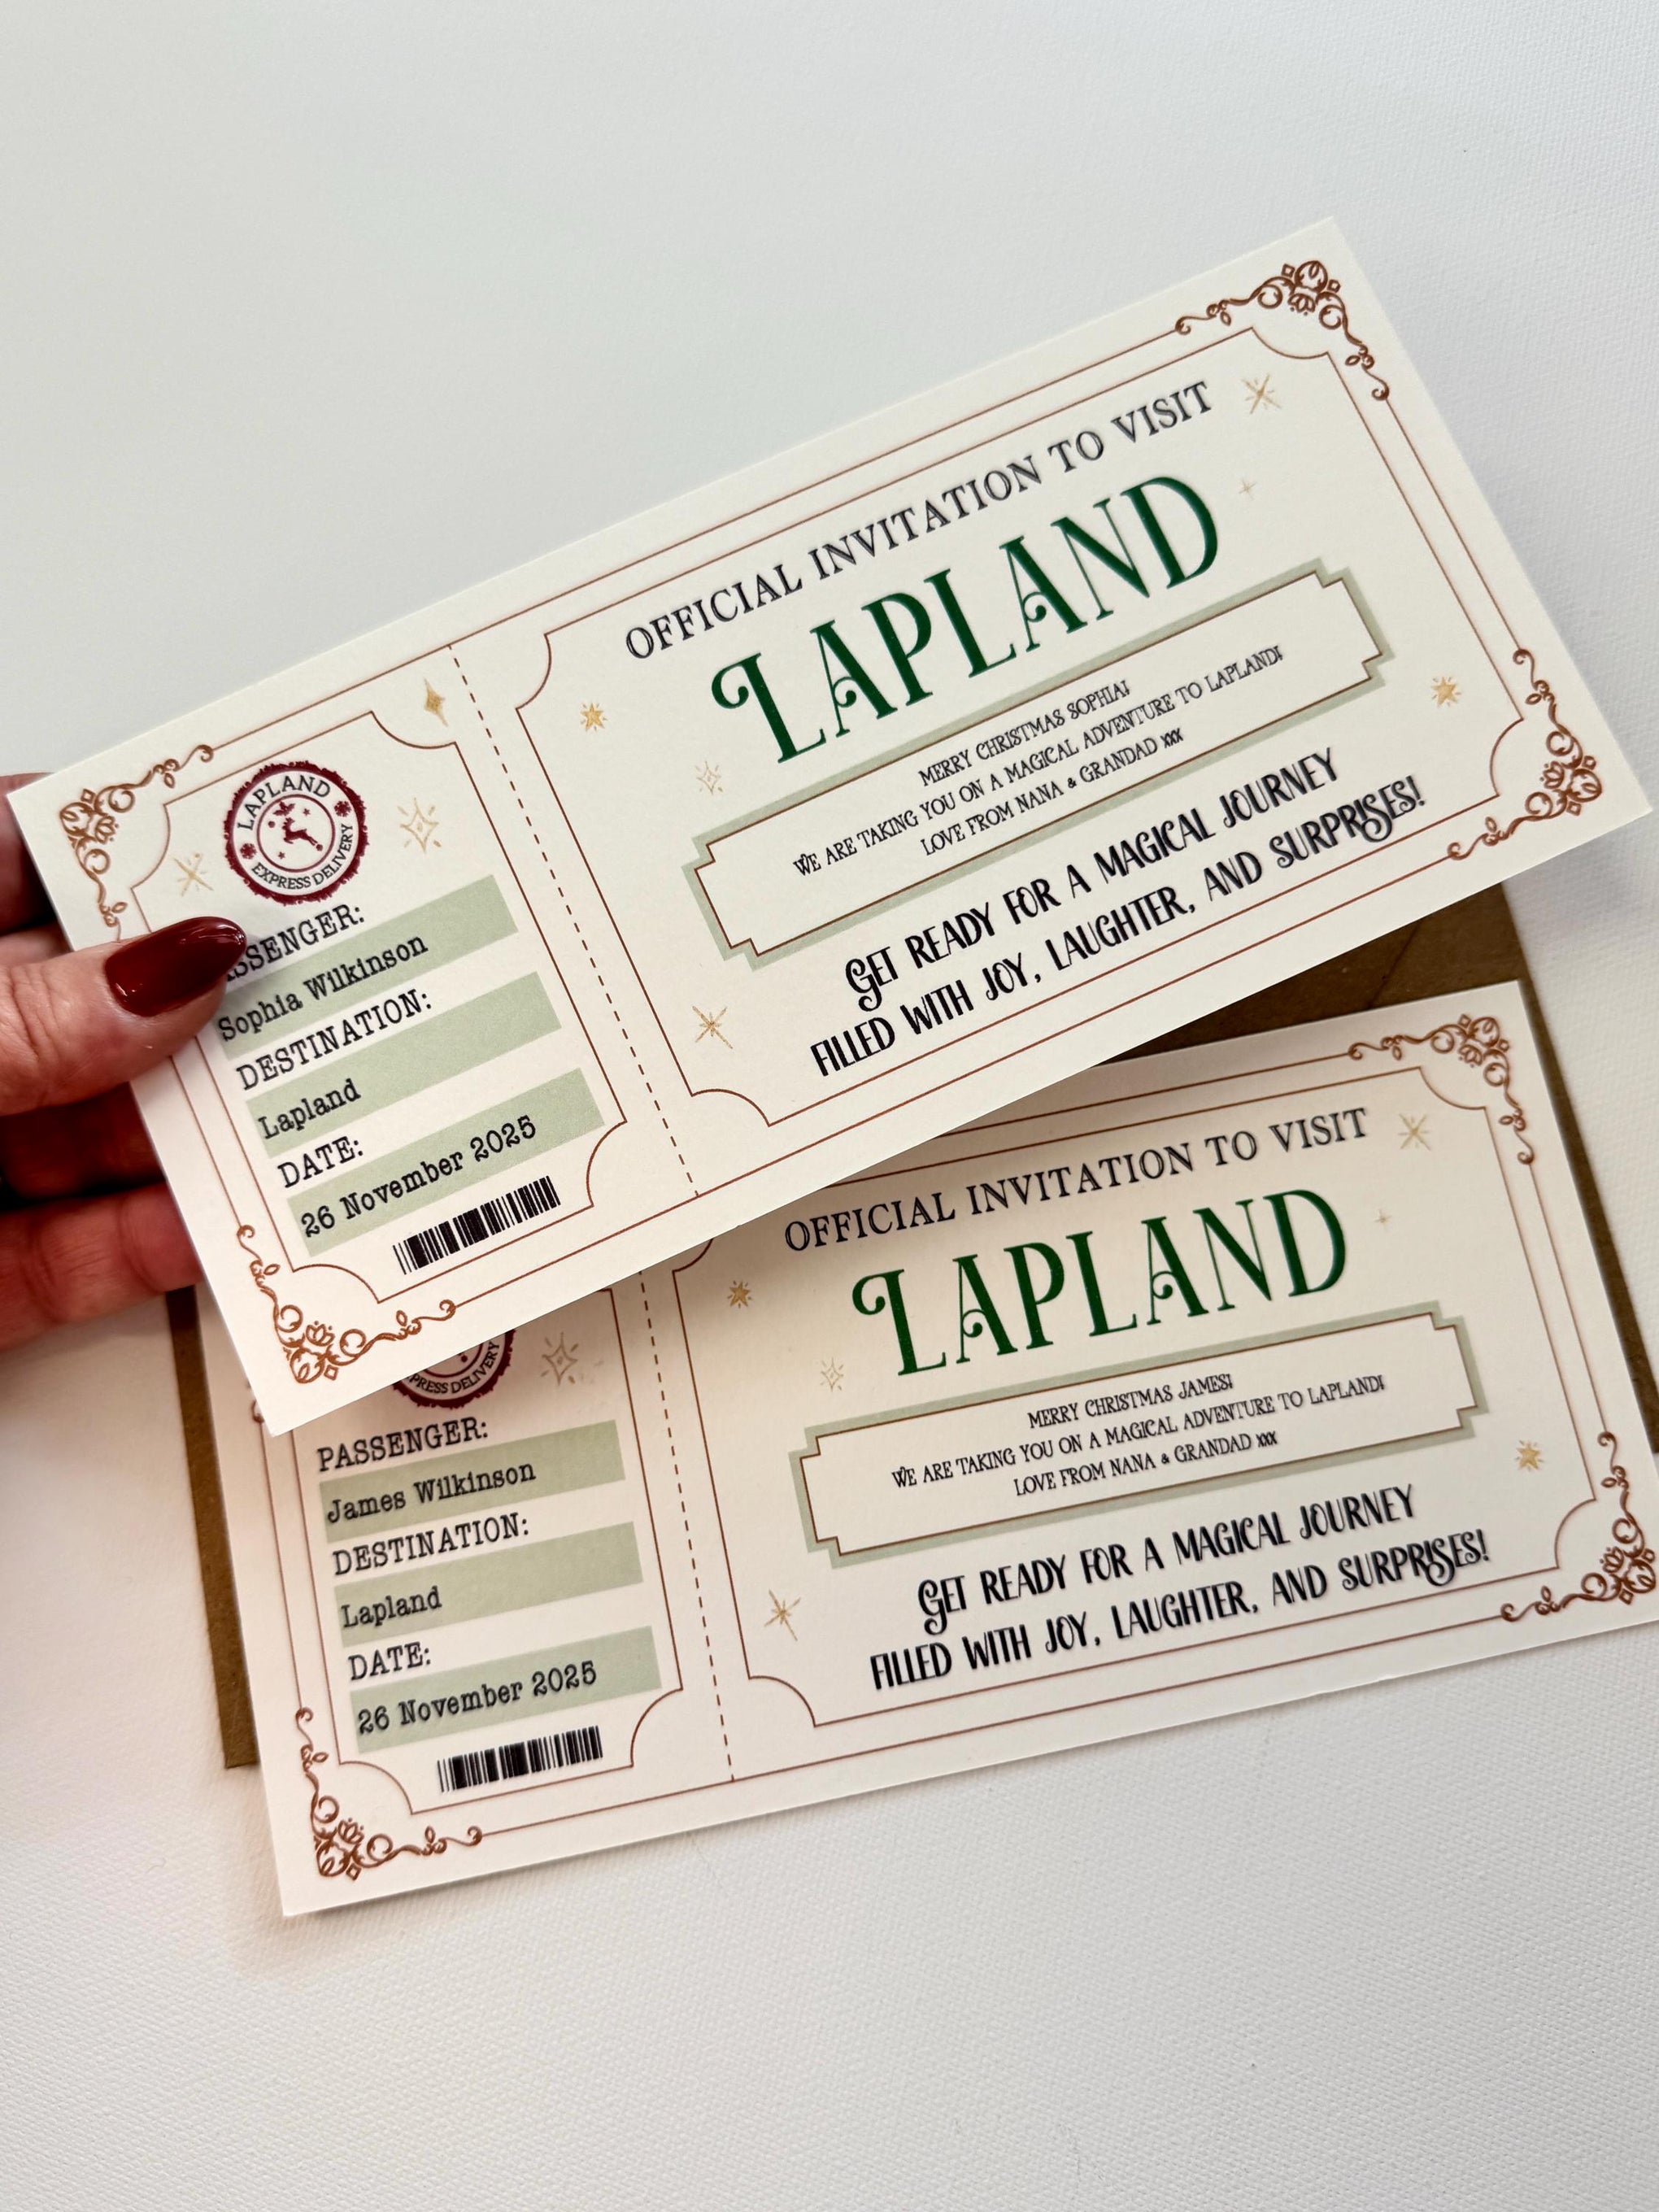 OFFICIAL INVITATION TO VISIT
LAPLAND
MERRY CHRISTMAS SOPHIA!
WE ARE TAKING YOU ON A MAGICAL ADVENTURE TO LAPLAND!
LOVE FROM NANA & GRANDAD XXX
GET READY FOR A MAGICAL JOURNEY
FILLED WITH JOY, LAUGHTER, AND SURPRISES!
LAPLAND
EXPRESS DELIVERY
PASSENGER:
Sophia Wilkinson
DESTINATION:
Lapland
DATE:
26 November 2025
OFFICIAL INVITATION TO VISIT
LAPLAND
MERRY CHRISTMAS JAMES!
WE ARE TAKING YOU ON A MAGICAL ADVENTURE TO LAPLAND!
LOVE FROM NANA & GRANDAD XXX
GET READY FOR A MAGICAL JOURNEY
FILLED WITH JOY, LAUGHTER, AND SURPRISES!
PRESS DELIVERY
PASSENGER:
James Wilkinson
DESTINATION:
Lapland
DATE:
26 November 2025